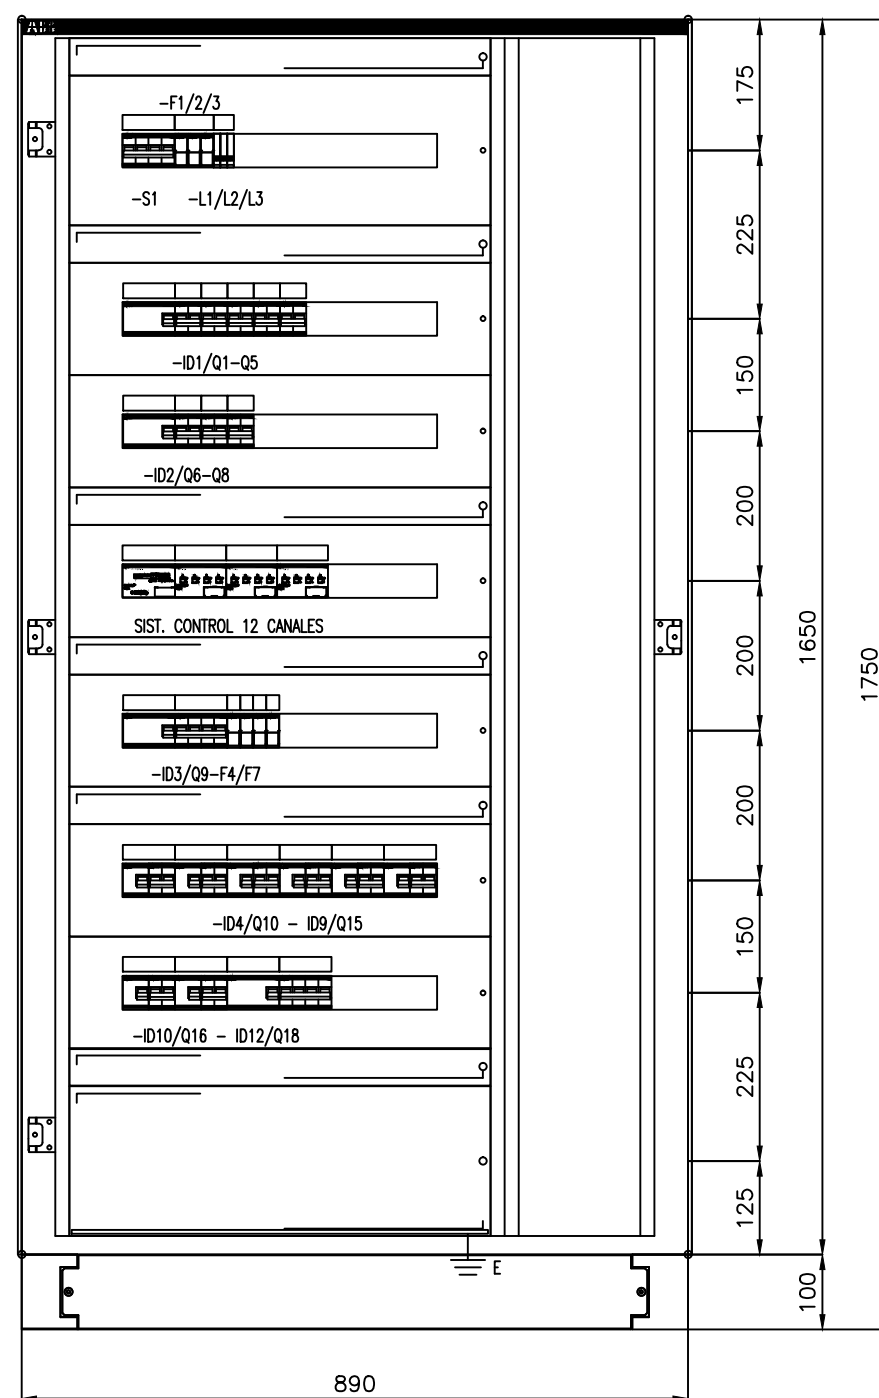 ABB
-F1/2/3
-S1 -L1/L2/L3
-ID1/Q1-Q5
-ID2/Q6-Q8
SIST. CONTROL 12 CANALES
-ID3/Q9-F4/F7
-ID4/Q10 - ID9/Q15
-ID10/Q16 - ID12/Q18
E
175
225
150
200
200
200
150
225
125
1650
100
1750
890